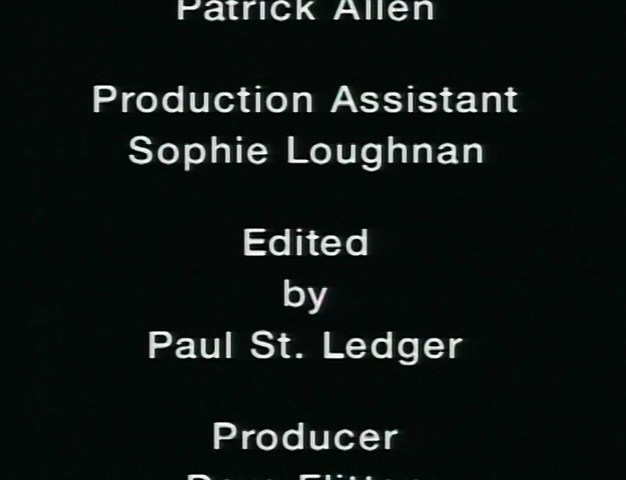 Patrick Allen
Production Assistant
Sophie Loughnan
Edited
by
Paul St. Ledger
Producer